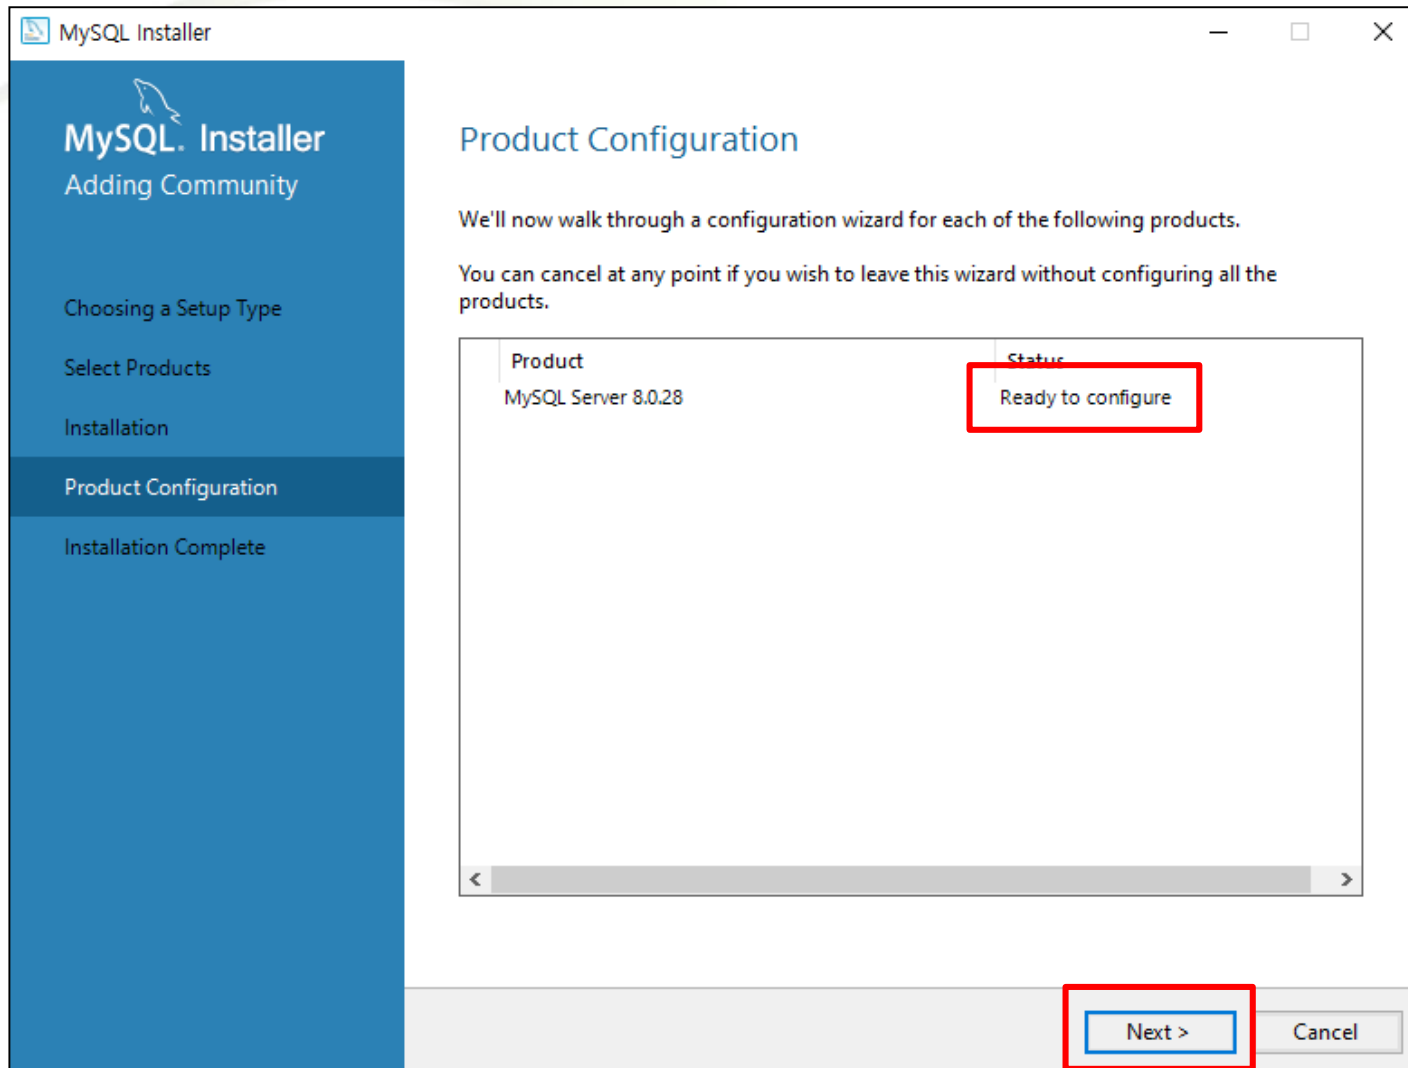 MySQL Installer
MySQL. Installer
Adding Community
Choosing a Setup Type
Select Products
Installation
Product Configuration
Installation Complete
Product Configuration
We'll now walk through a configuration wizard for each of the following products.
You can cancel at any point if you wish to leave this wizard without configuring all the
products.
Product Status
MySQL Server 8.0.28 Ready to configure
Next > Cancel